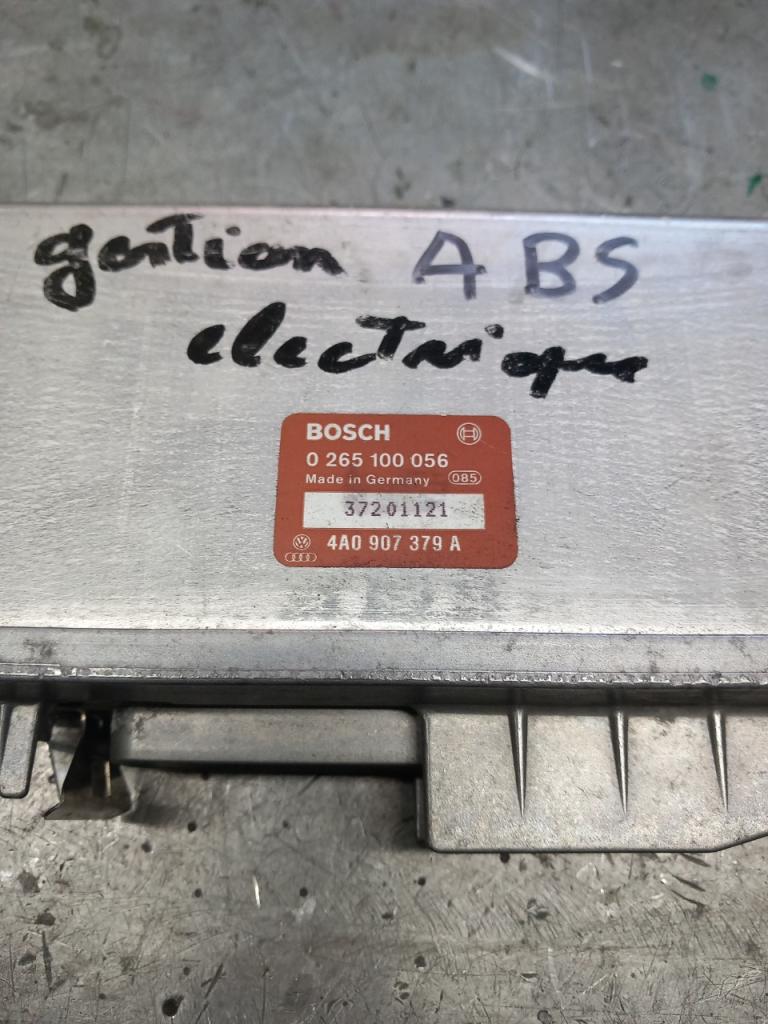 gestion ABS
electrique
BOSCH
0 265 100 056
Made in Germany 085
37201121
4A0 907 379 A